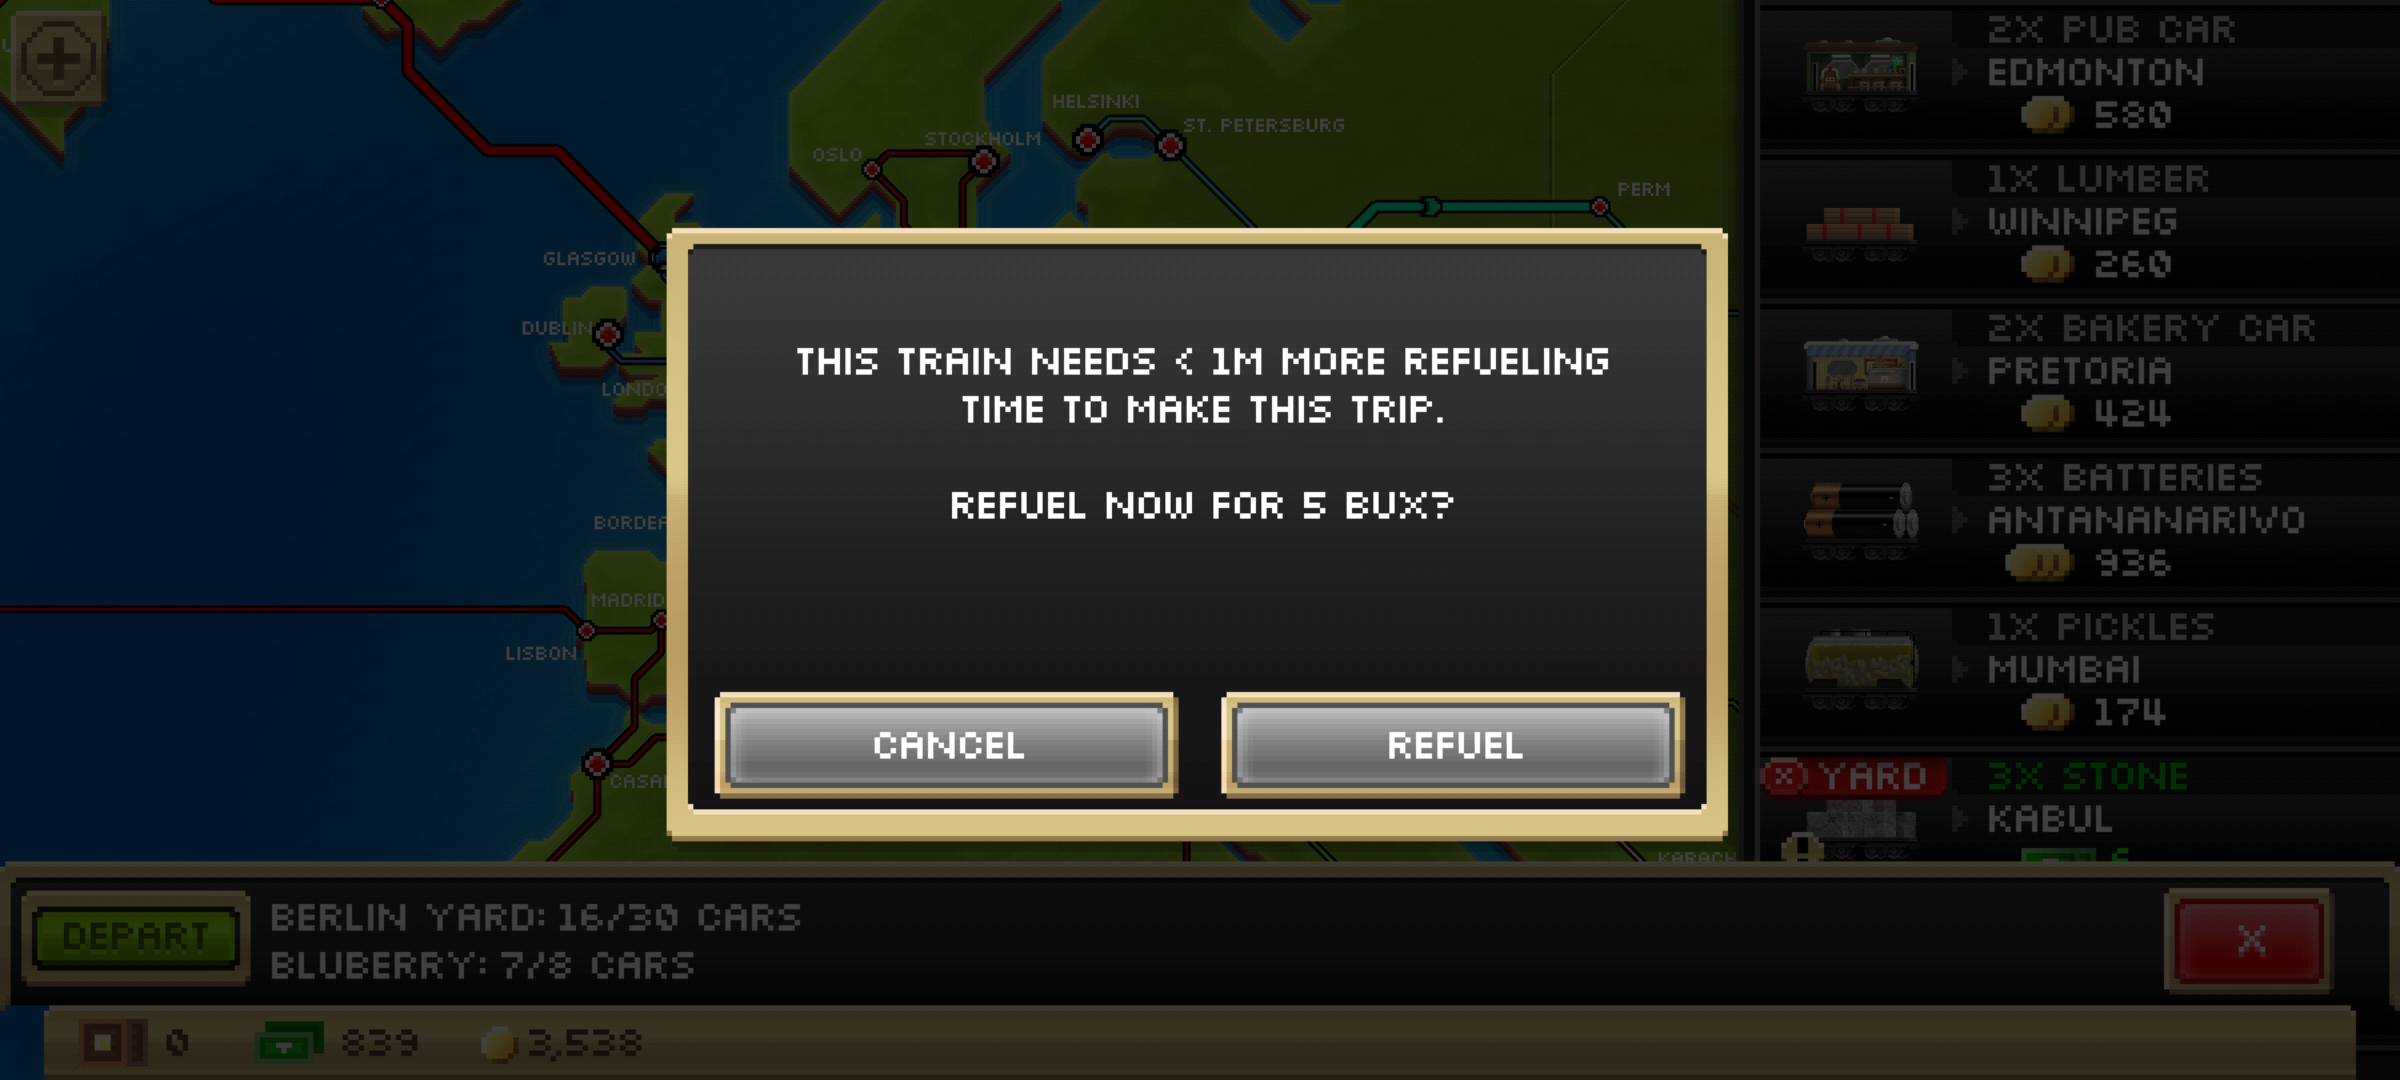 2X PUB CAR
EDMONTON
580
HELSINKI
ST. PETERSBURG
STOCKHOLM
OSLO
1X LUMBER
PERM
WINNIPEG
GLASGOW
260
DUBLIN
2X BAKERY CAR
THIS TRAIN NEEDS < 1M MORE REFUELING
TIME TO MAKE THIS TRIP.
PRETORIA
424
3X BATTERIES
REFUEL NOW FOR 5 BUX?
ANTANANARIVO
936
MADRID
1X PICKLES
LISBON
MUMBAI
174
CANCEL
REFUEL
YARD
3X STONE
KABUL
DEPART
BERLIN YARD: 16/30 CARS
BLUBERRY: 7/8 CARS
X
0
839
3,538